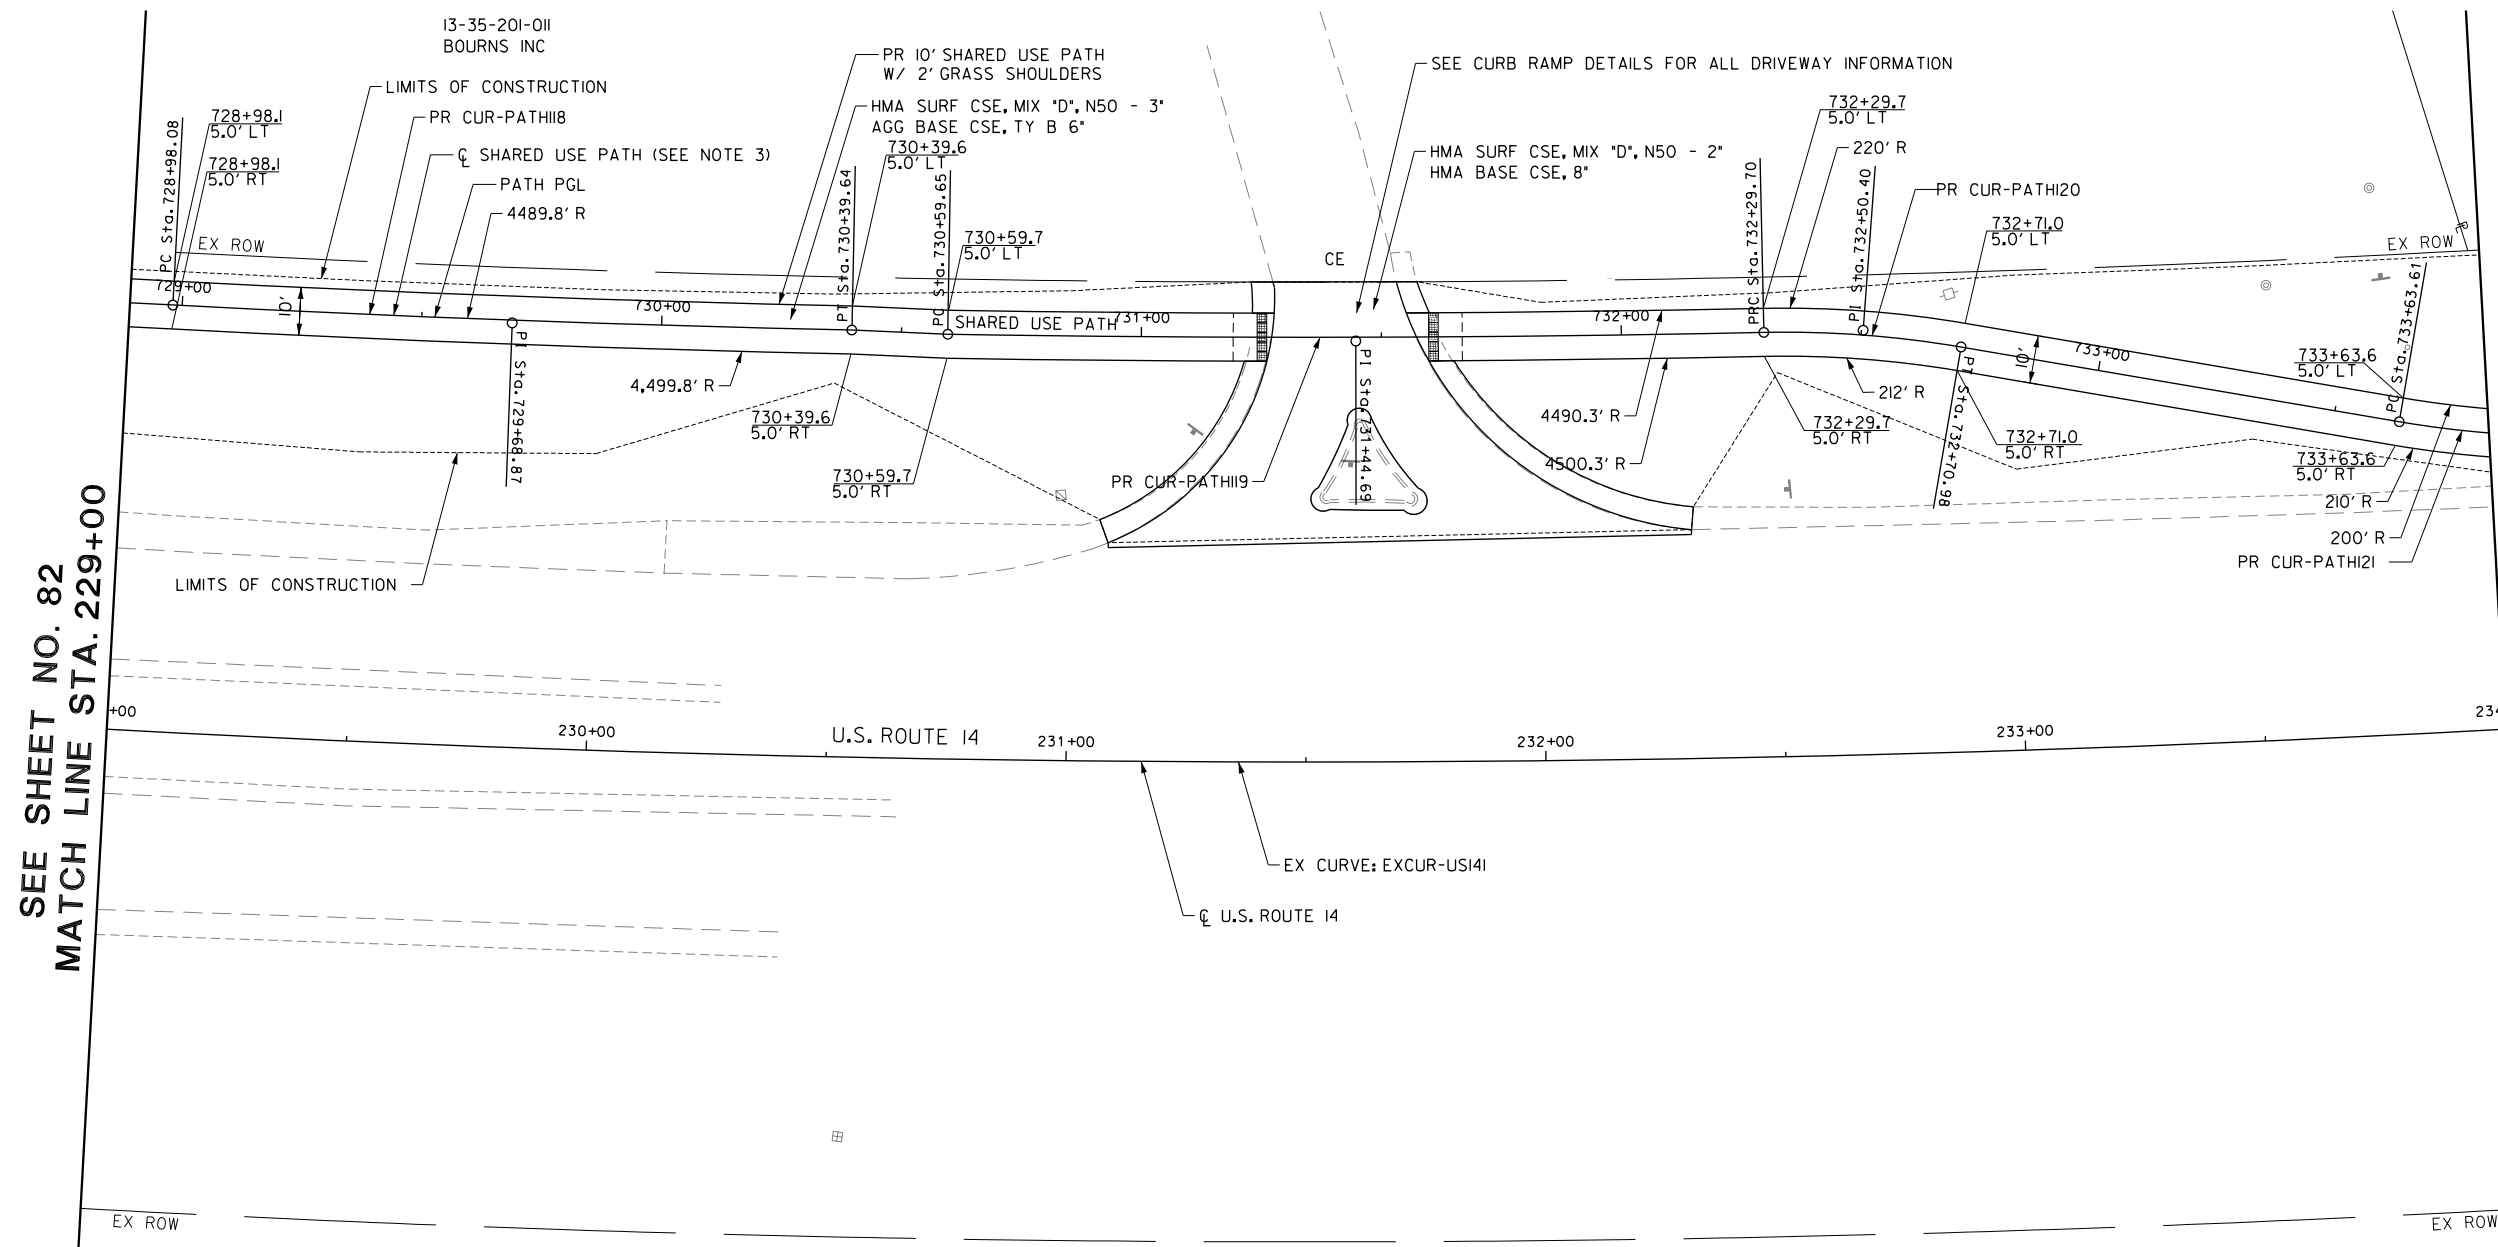 13-35-201-011
BOURNS INC
LIMITS OF CONSTRUCTION
PR CUR-PATH118
℄ SHARED USE PATH (SEE NOTE 3)
PATH PGL
4489.8' R
728+98.1
5.0' LT
728+98.1
5.0' RT
PC Sta. 728+98.08
EX ROW
729+00
10'
PR 10' SHARED USE PATH
W/ 2' GRASS SHOULDERS
HMA SURF CSE, MIX "D", N50 - 3"
AGG BASE CSE, TY B 6"
730+39.6
5.0' LT
PT Sta. 730+39.64
PC Sta. 730+59.65
730+59.7
5.0' LT
730+00
SHARED USE PATH
731+00
PI Sta. 729+68.87
4,499.8' R
730+39.6
5.0' RT
730+59.7
5.0' RT
LIMITS OF CONSTRUCTION
SEE CURB RAMP DETAILS FOR ALL DRIVEWAY INFORMATION
HMA SURF CSE, MIX "D", N50 - 2"
HMA BASE CSE, 8"
CE
PI Sta. 731+44.69
PR CUR-PATH119
732+00
4490.3' R
4500.3' R
732+29.7
5.0' LT
220' R
PRC Sta. 732+29.70
PI Sta. 732+50.40
PR CUR-PATH120
732+71.0
5.0' LT
212' R
732+29.7
5.0' RT
PT Sta. 732+70.98
732+71.0
5.0' RT
10'
733+00
EX ROW
PC Sta. 733+63.61
733+63.6
5.0' LT
733+63.6
5.0' RT
210' R
200' R
PR CUR-PATH121
SEE SHEET NO. 82
MATCH LINE STA. 229+00
+00
230+00
U.S. ROUTE 14
231+00
232+00
233+00
234
EX CURVE: EXCUR-US141
℄ U.S. ROUTE 14
EX ROW
EX ROW